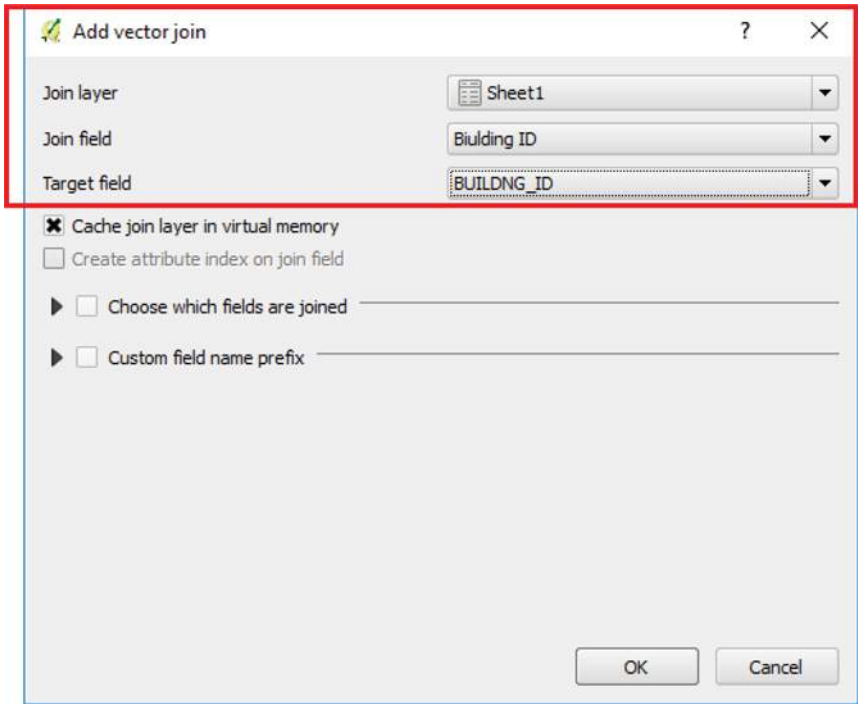 Add vector join ?
Join layer Sheet1
Join field Biulding ID
Target field BUILDNG_ID
Cache join layer in virtual memory
Create attribute index on join field
Choose which fields are joined
Custom field name prefix
OK Cancel